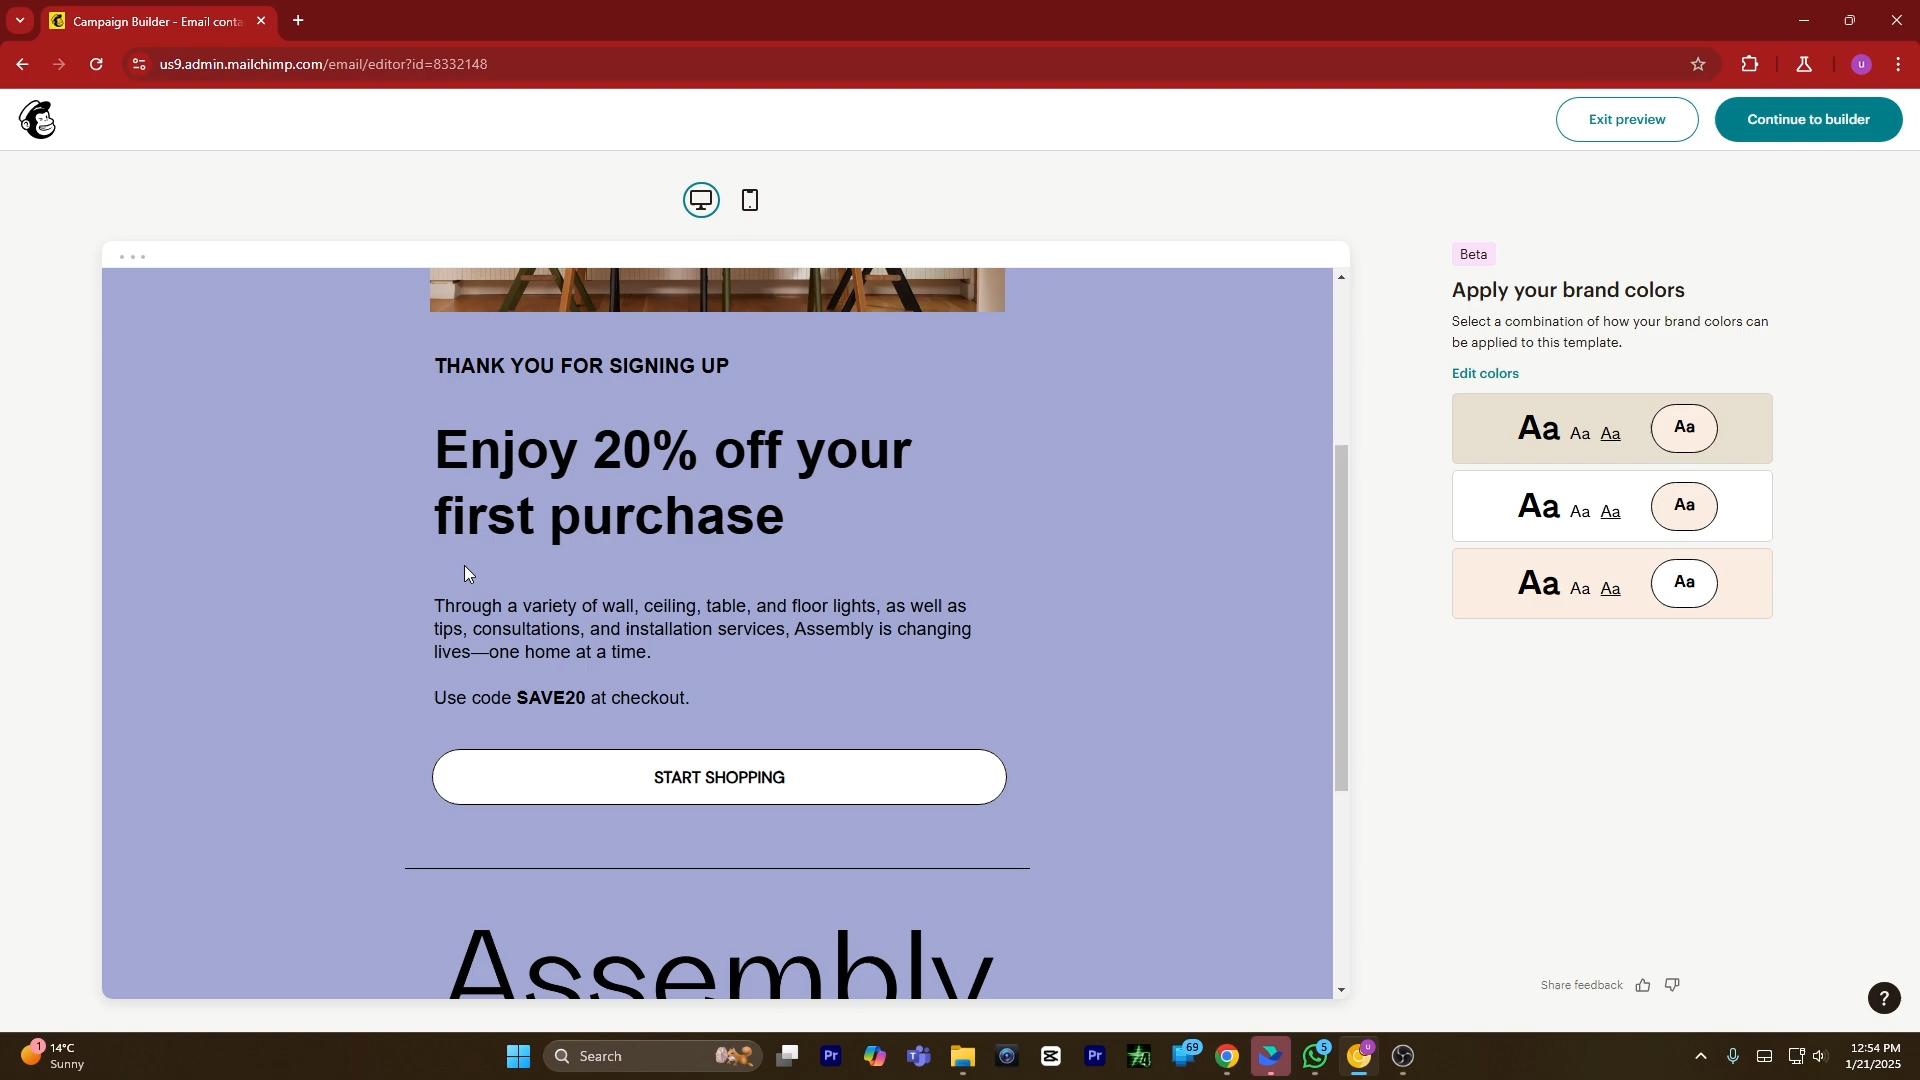 Campaign Builder - Email conta
us9.admin.mailchimp.com/email/editor?id=8332148
u
Exit preview
Continue to builder
Beta
Apply your brand colors
Select a combination of how your brand colors can
be applied to this template.
Edit colors
Aa Aa Aa Aa
Aa Aa Aa Aa
Aa Aa Aa Aa
THANK YOU FOR SIGNING UP
Enjoy 20% off your
first purchase
Through a variety of wall, ceiling, table, and floor lights, as well as
tips, consultations, and installation services, Assembly is changing
lives—one home at a time.
Use code SAVE20 at checkout.
START SHOPPING
Assembly
Share feedback
?
1
14°C
Sunny
Search
Pr
Pr
69
5
u
12:54 PM
1/21/2025